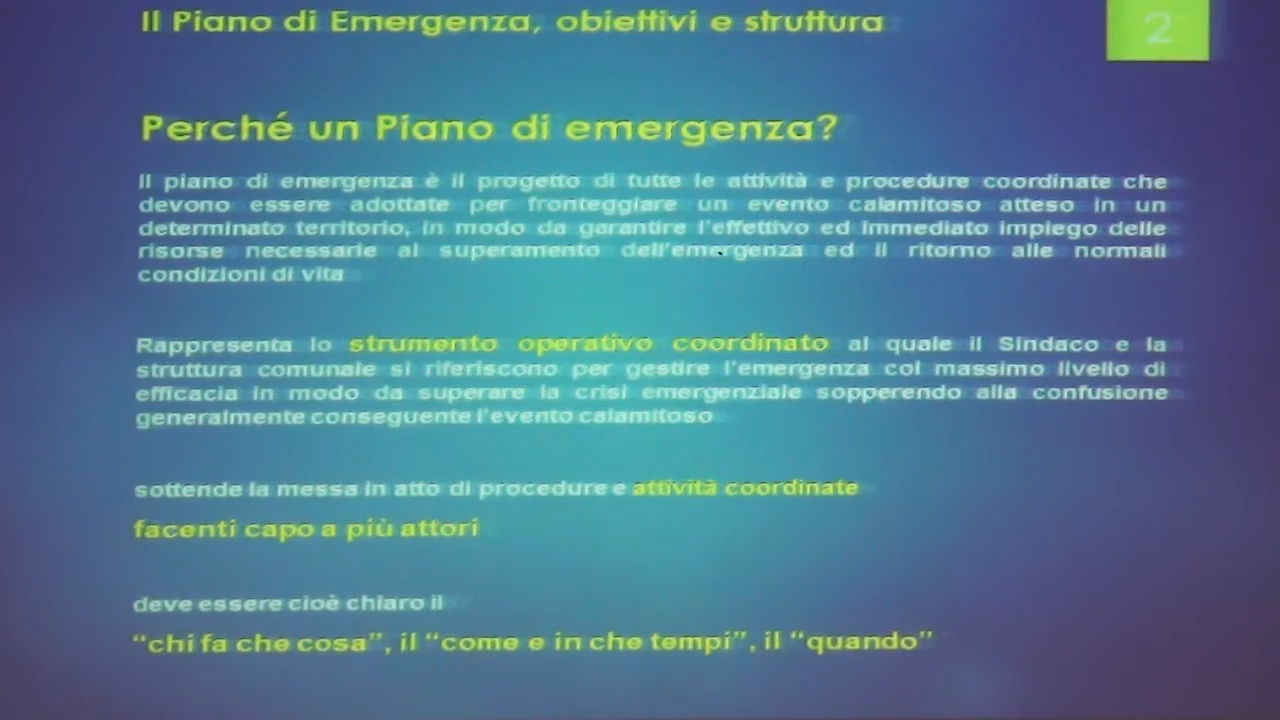 Il Piano di Emergenza, obiettivi e struttura
2
Perché un Piano di emergenza?
Il piano di emergenza è il progetto di tutte le attività e procedure coordinate che
devono essere adottate per fronteggiare un evento calamitoso atteso in un
determinato territorio, in modo da garantire l'effettivo ed immediato impiego delle
risorse necessarie al superamento dell'emergenza ed il ritorno alle normali
condizioni di vita
Rappresenta lo strumento operativo coordinato al quale il Sindaco e la
struttura comunale si riferiscono per gestire l'emergenza col massimo livello di
efficacia in modo da superare la crisi emergenziale sopperendo alla confusione
generalmente conseguente l'evento calamitoso
sottende la messa in atto di procedure e attività coordinate
facenti capo a più attori
deve essere cioè chiaro il
“chi fa che cosa”, il “come e in che tempi”, il “quando”